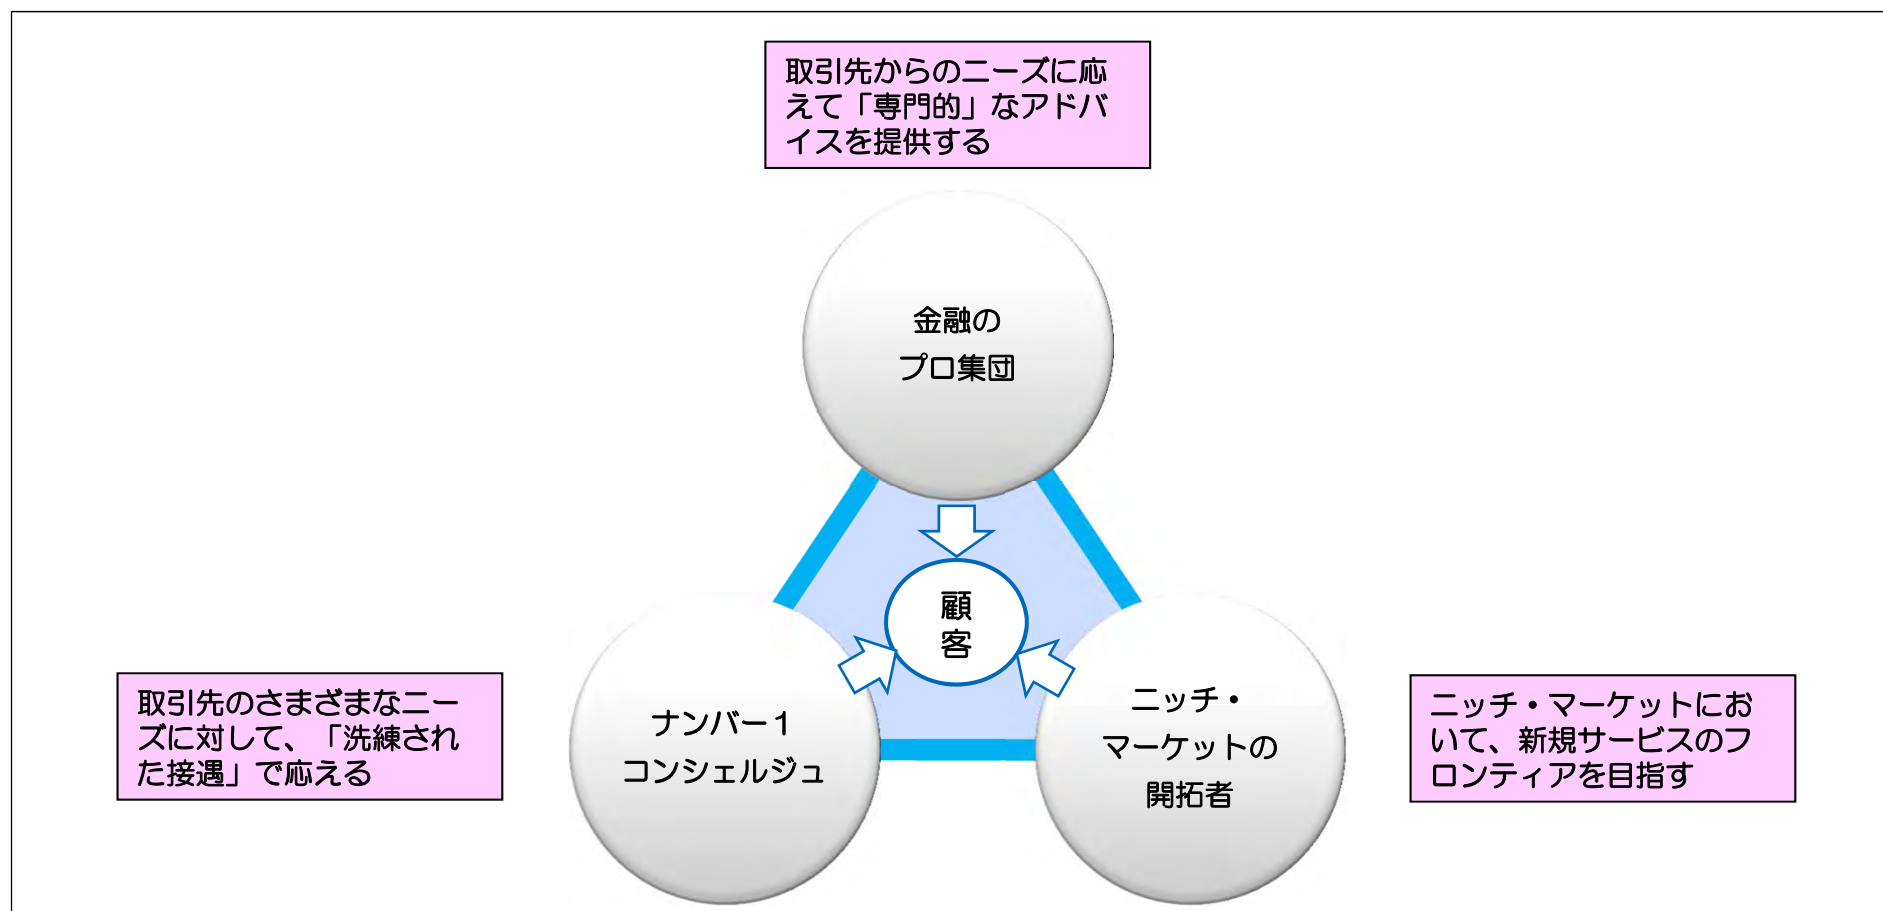 取引先からのニーズに応
えて「専門的」なアドバ
イスを提供する
金融の
プロ集団
顧
客
取引先のさまざまなニー
ズに対して、「洗練され
た接遇」で応える
ナンバー１
コンシェルジュ
ニッチ・
マーケットの
開拓者
ニッチ・マーケットにお
いて、新規サービスのフ
ロンティアを目指す